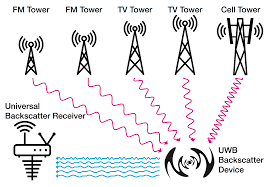 FM Tower FM Tower TV Tower TV Tower Cell Tower
Universal
Backscatter Receiver
UWB
Backscatter
Device